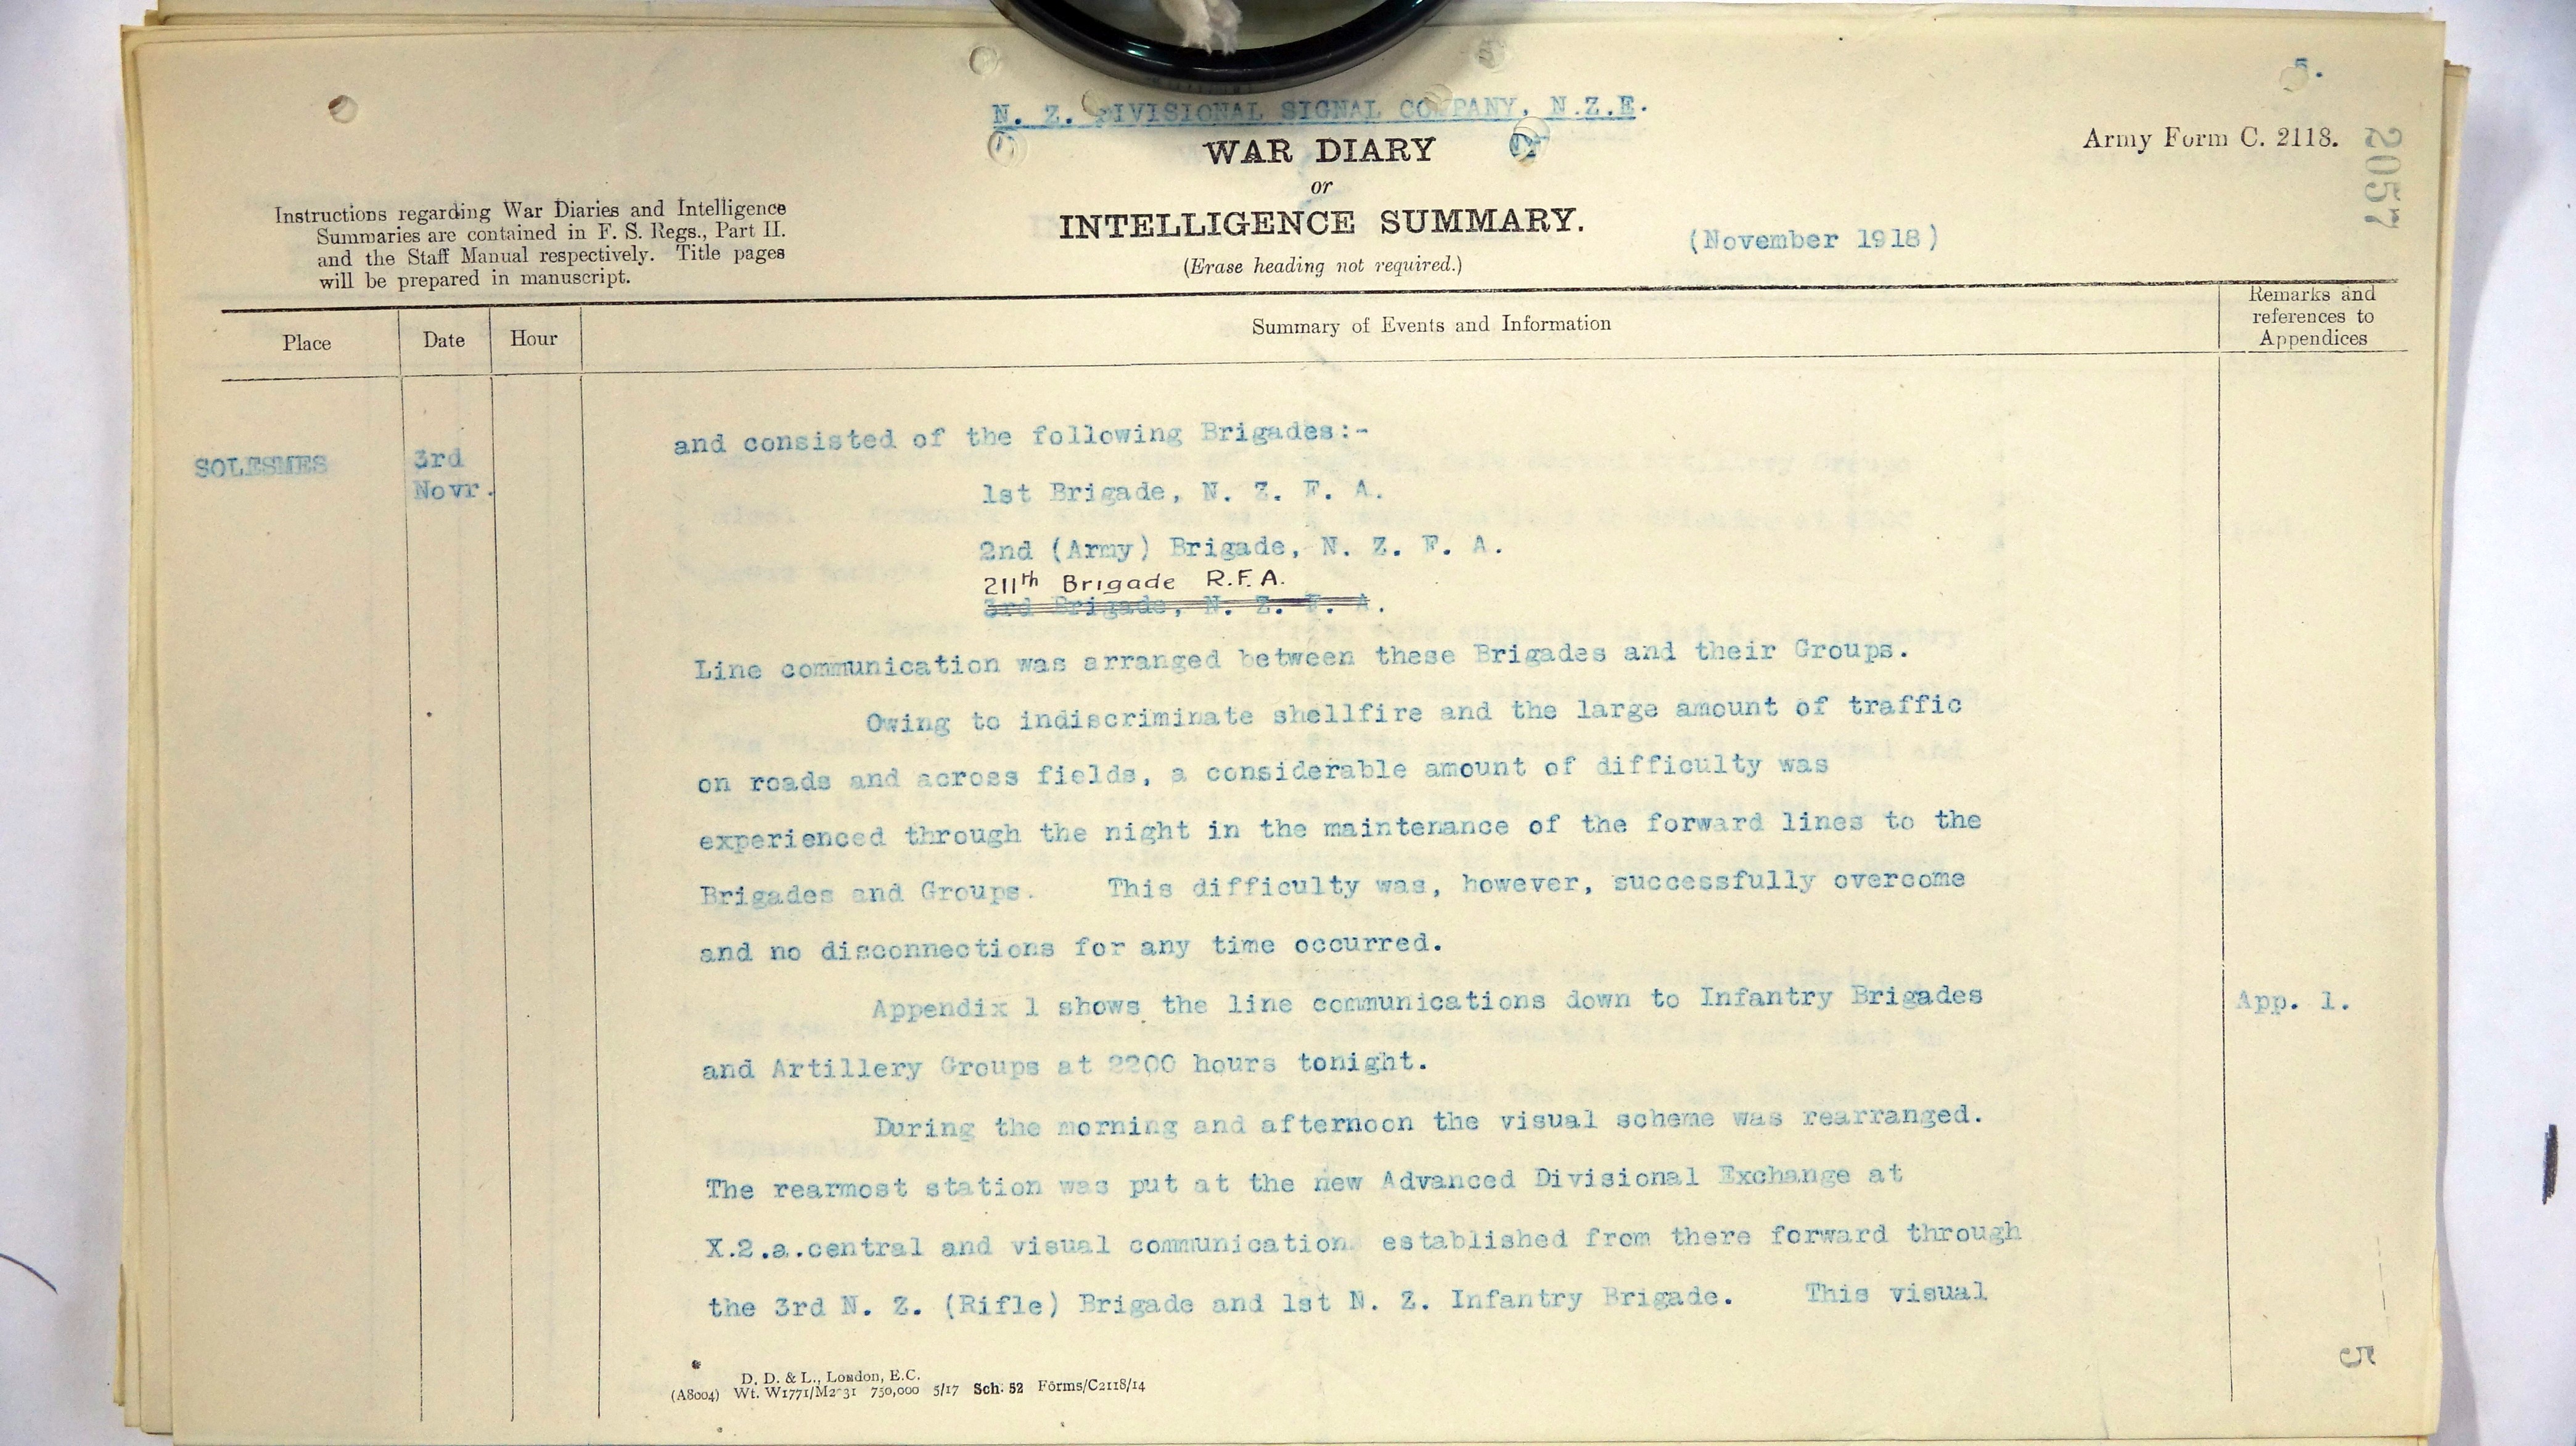 5.
N. Z. DIVISIONAL SIGNAL COMPANY, N.Z.E.
WAR DIARY
or
INTELLIGENCE SUMMARY.
(Erase heading not required.)
(November 1918)
Army Form C. 2118.
2057
Instructions regarding War Diaries and Intelligence
Summaries are contained in F. S. Regs., Part II.
and the Staff Manual respectively. Title pages
will be prepared in manuscript.
Place
Date
Hour
Summary of Events and Information
Remarks and
references to
Appendices
SOLESMES
3rd
Novr.
and consisted of the following Brigades:-
1st Brigade, N. Z. F. A.
2nd (Army) Brigade, N. Z. F. A.
211th Brigade R.F.A.
3rd Brigade, N. Z. F. A.
Line communication was arranged between these Brigades and their Groups.
Owing to indiscriminate shellfire and the large amount of traffic
on roads and across fields, a considerable amount of difficulty was
experienced through the night in the maintenance of the forward lines to the
Brigades and Groups. This difficulty was, however, successfully overcome
and no disconnections for any time occurred.
Appendix 1 shows the line communications down to Infantry Brigades
App. 1.
and Artillery Groups at 2200 hours tonight.
During the morning and afternoon the visual scheme was rearranged.
The rearmost station was put at the new Advanced Divisional Exchange at
X.2.a.central and visual communication established from there forward through
the 3rd N. Z. (Rifle) Brigade and 1st N. Z. Infantry Brigade. This visual
5
D. D. & L., London, E.C.
(A8004) Wt. W1771/M2 31 750,000 5/17 Sch. 52 Forms/C2118/14